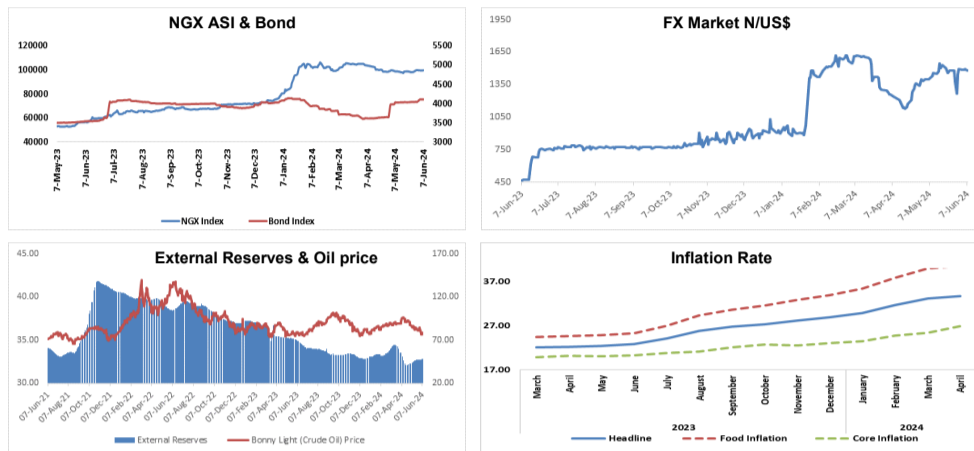 NGX ASI & Bond
120000
100000
80000
60000
40000
5500
5000
4500
4000
3500
3000
7-May-23
7-Jun-23
7-Jul-23
7-Aug-23
7-Sep-23
7-Oct-23
7-Nov-23
7-Dec-23
7-Jan-24
7-Feb-24
7-Mar-24
7-Apr-24
7-May-24
7-Jun-24
NGX Index
Bond Index
FX Market N/US$
1950
1650
1350
1050
750
450
7-Jun-23
7-Jul-23
7-Aug-23
7-Sep-23
7-Oct-23
7-Nov-23
7-Dec-23
7-Jan-24
7-Feb-24
7-Mar-24
7-Apr-24
7-May-24
7-Jun-24
External Reserves & Oil price
45.00
40.00
35.00
30.00
170.00
120.00
70.00
20.00
07-Jun-21
07-Aug-21
07-Oct-21
07-Dec-21
07-Feb-22
07-Apr-22
07-Jun-22
07-Aug-22
07-Oct-22
07-Dec-22
07-Feb-23
07-Apr-23
07-Jun-23
07-Aug-23
07-Oct-23
07-Dec-23
07-Feb-24
07-Apr-24
07-Jun-24
External Reserves
Bonny Light (Crude Oil) Price
Inflation Rate
37.00
27.00
17.00
March
April
May
June
July
August
September
October
November
December
January
February
March
April
2023
2024
Headline
Food Inflation
Core Inflation